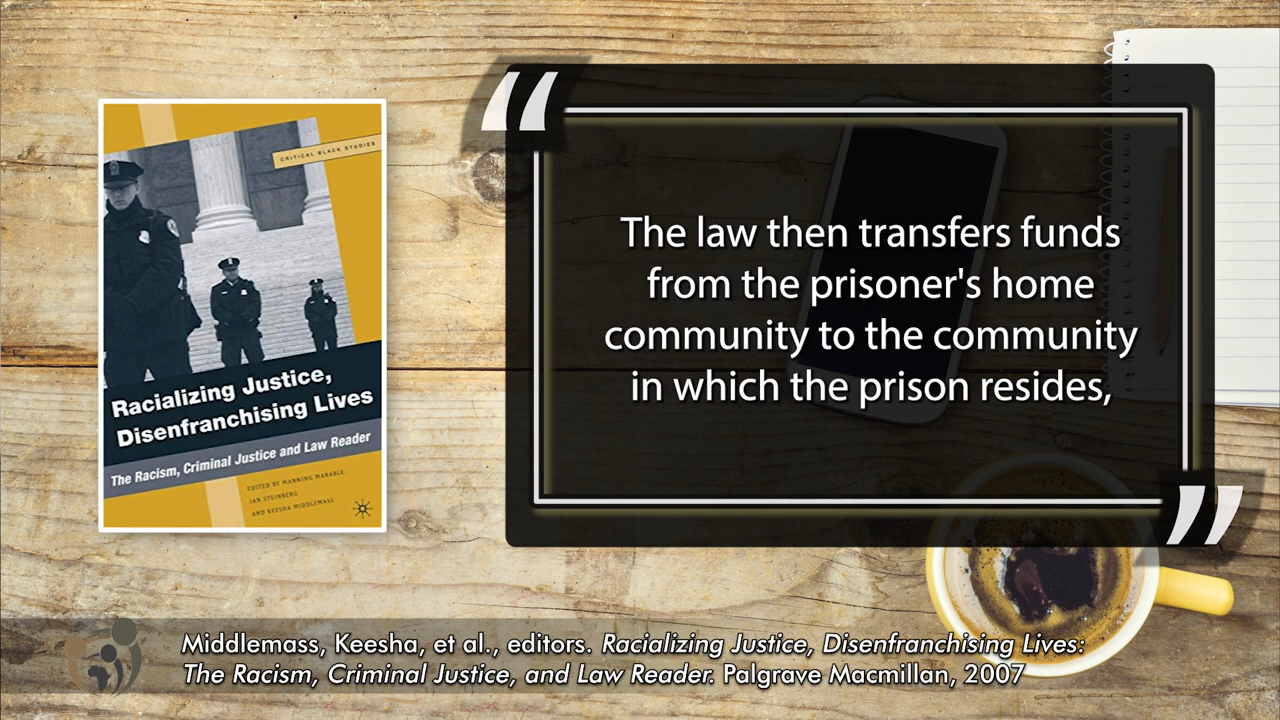 CRITICAL BLACK STUDIES
Racializing Justice,
Disenfranchising Lives
The Racism, Criminal Justice and Law Reader
EDITED BY MANNING MARABLE,
IAN STEINBERG
AND KEESHA MIDDLEMASS
“
The law then transfers funds
from the prisoner's home
community to the community
in which the prison resides,
”
Middlemass, Keesha, et al., editors. Racializing Justice, Disenfranchising Lives:
The Racism, Criminal Justice, and Law Reader. Palgrave Macmillan, 2007